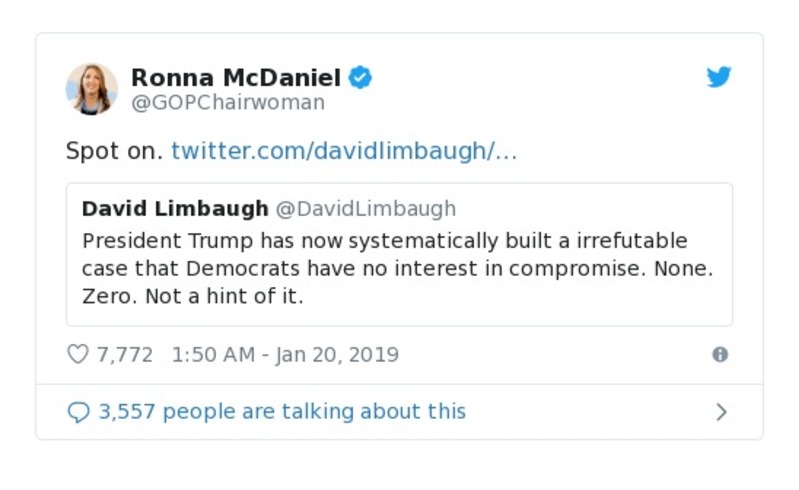 Ronna McDaniel
@GOPChairwoman
Spot on. twitter.com/davidlimbaugh/...
David Limbaugh @DavidLimbaugh
President Trump has now systematically built a irrefutable
case that Democrats have no interest in compromise. None.
Zero. Not a hint of it.
7,772 1:50 AM - Jan 20, 2019
3,557 people are talking about this